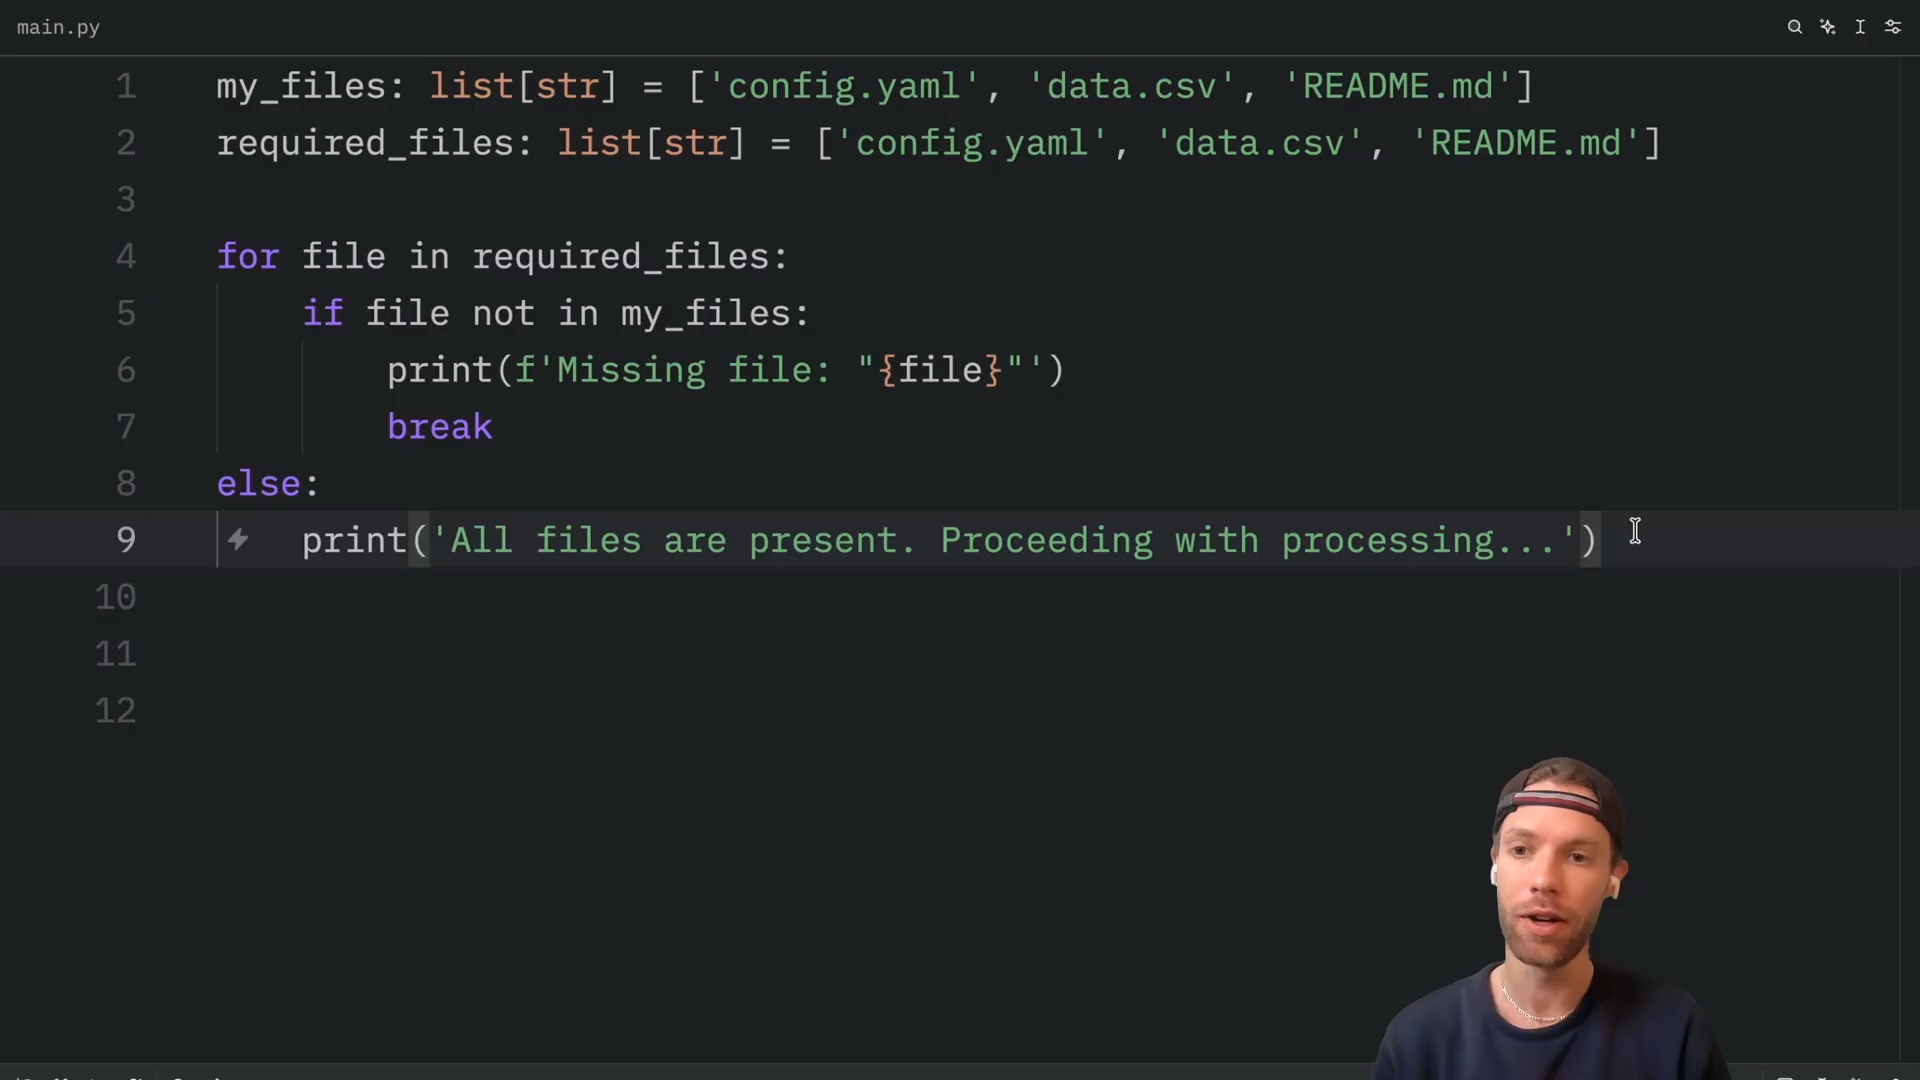 main.py
1 my_files: list[str] = ['config.yaml', 'data.csv', 'README.md']
2 required_files: list[str] = ['config.yaml', 'data.csv', 'README.md']
3
4 for file in required_files:
5     if file not in my_files:
6         print(f'Missing file: "{file}"')
7         break
8 else:
9     print('All files are present. Proceeding with processing...')
10
11
12